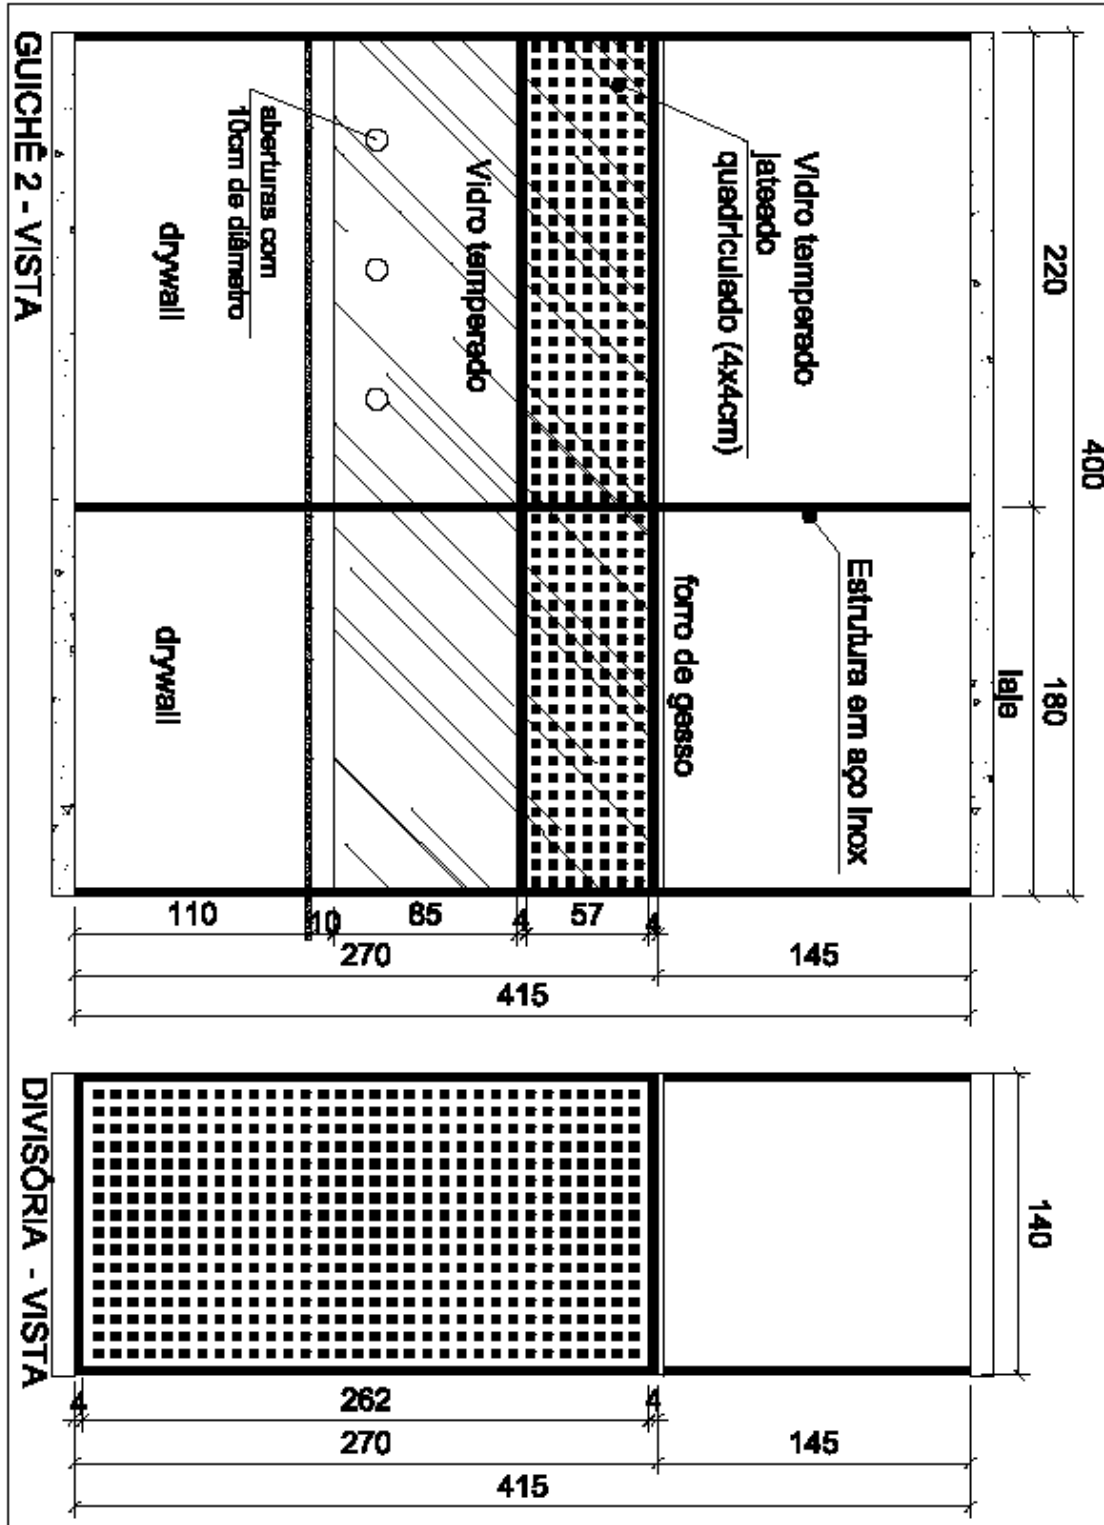 400
220
180
laje
Vidro temperado
jateado
quadriculado (4x4cm)
Estrutura em aço Inox
forro de gesso
Vidro temperado
aberturas com
10cm de diâmetro
drywall
drywall
145
4
57
4
85
10
110
270
415
GUICHÊ 2 - VISTA
140
145
4
262
4
270
415
DIVISÓRIA - VISTA